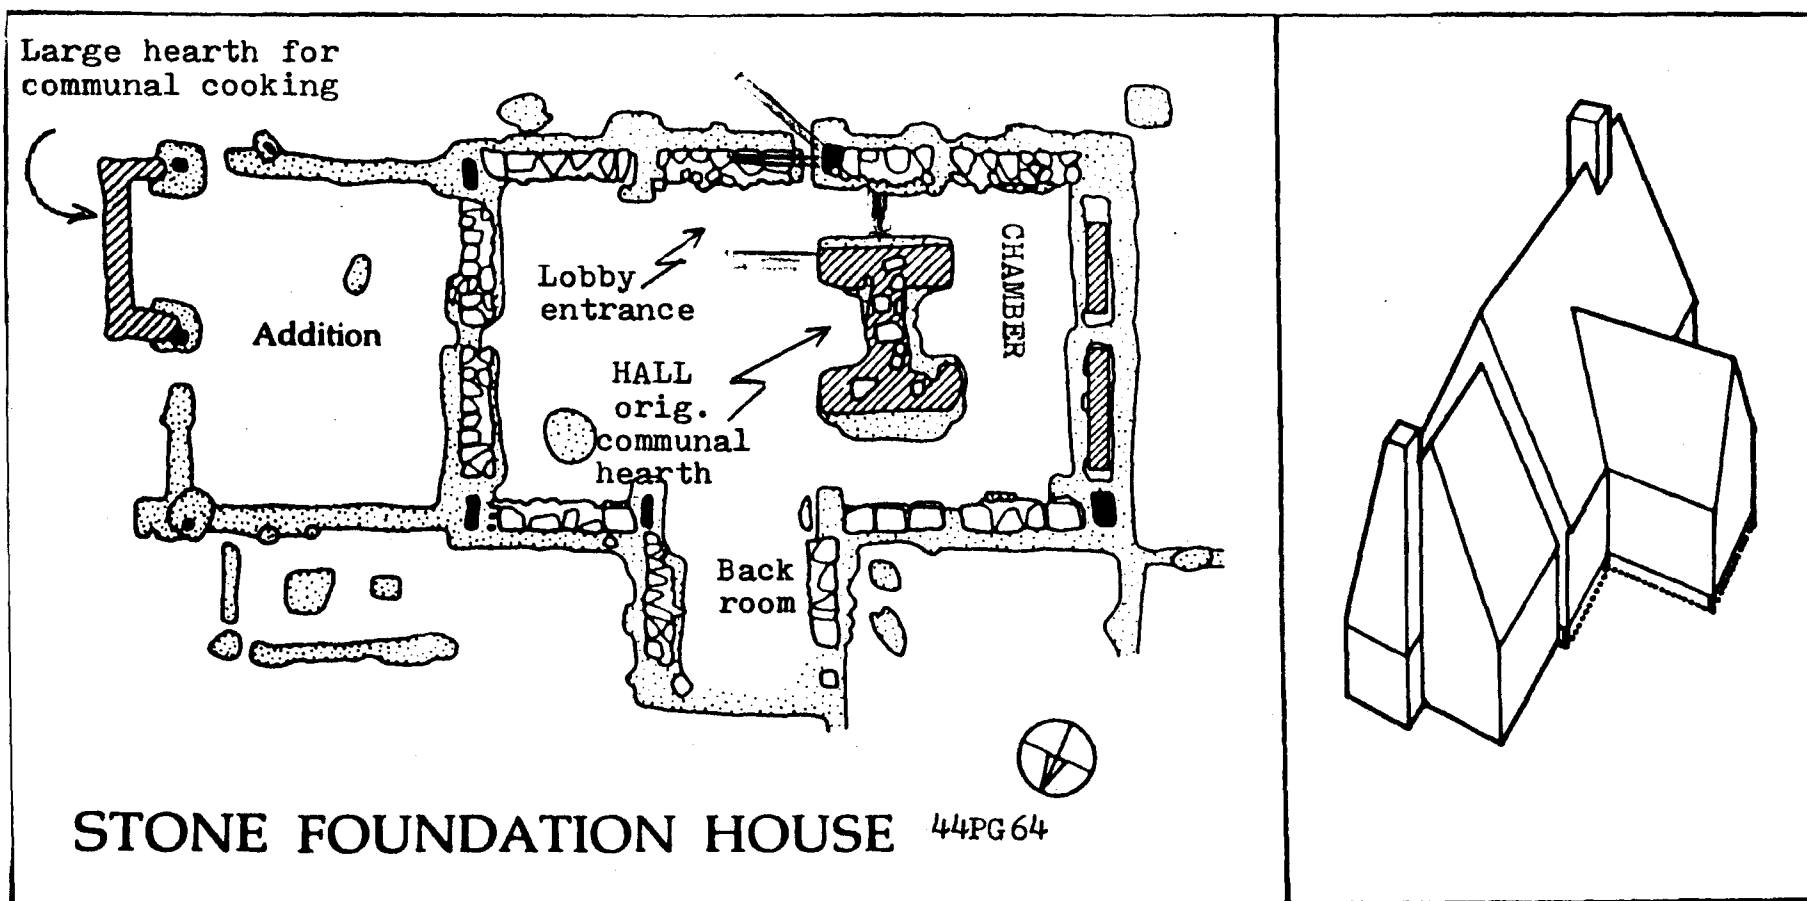 Large hearth for
communal cooking
Addition
Lobby
entrance
HALL
orig.
communal
hearth
CHAMBER
Back
room
STONE FOUNDATION HOUSE 44PG64